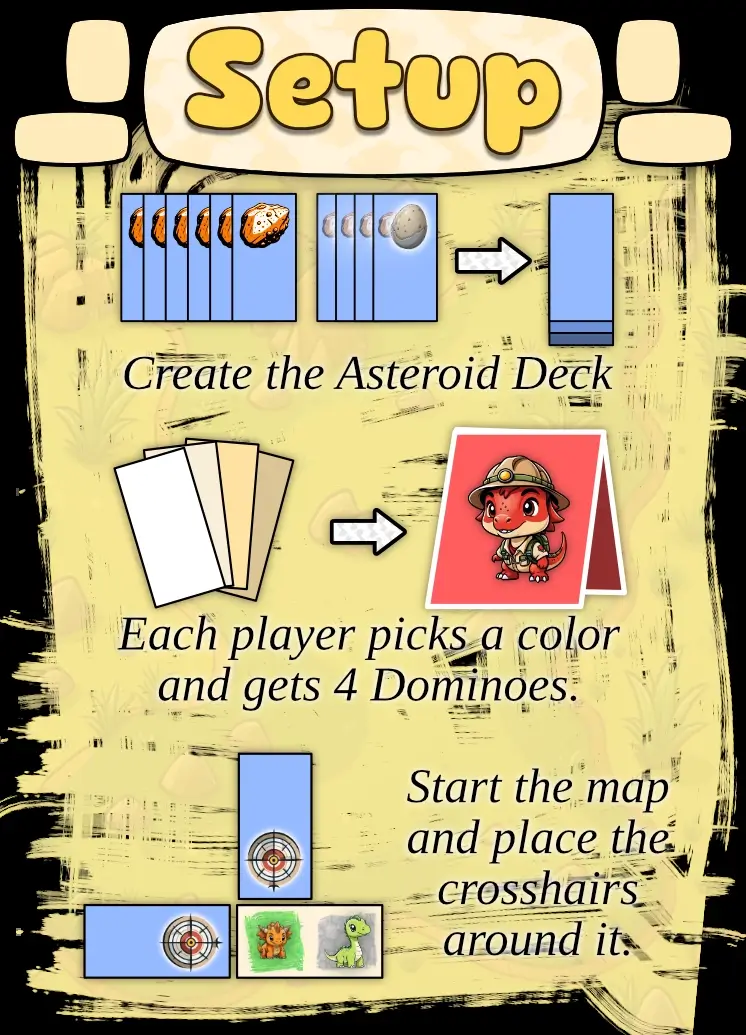 Setup
Create the Asteroid Deck
Each player picks a color
and gets 4 Dominoes.
Start the map
and place the
crosshairs
around it.